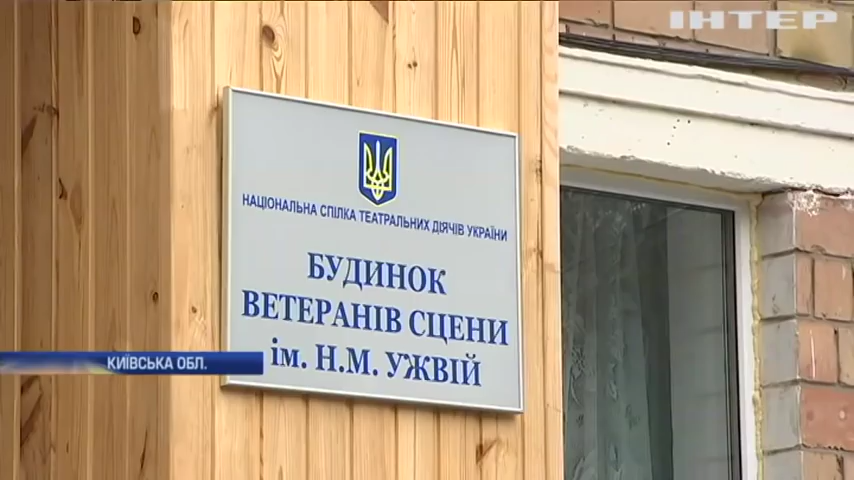 ІНТЕР
НАЦІОНАЛЬНА СПІЛКА ТЕАТРАЛЬНИХ ДІЯЧІВ УКРАЇНИ
БУДИНОК
ВЕТЕРАНІВ СЦЕНИ
ім. Н.М. УЖВІЙ
КИЇВСЬКА ОБЛ.